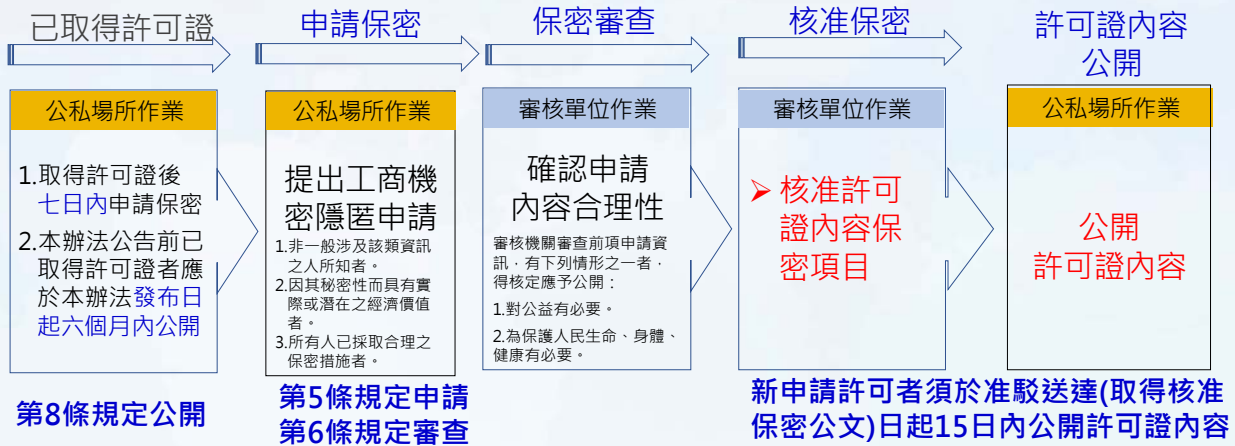 已取得許可證
申請保密
保密審查
核准保密
許可證內容
公開
公私場所作業
1.取得許可證後
七日內申請保密
2.本辦法公告前已
取得許可證者應
於本辦法發布日
起六個月內公開
第8條規定公開
公私場所作業
提出工商機
密隱匿申請
1.非一般涉及該類資訊
之人所知者。
2.因其秘密性而具有實
際或潛在之經濟價值
者。
3.所有人已採取合理之
保密措施者。
第5條規定申請
第6條規定審查
審核單位作業
確認申請
內容合理性
審核機關審查前項申請資
訊，有下列情形之一者，
得核定應予公開：
1.對公益有必要。
2.為保護人民生命、身體、
健康有必要。
審核單位作業
➢ 核准許可
證內容保
密項目
公私場所作業
公開
許可證內容
新申請許可者須於准駁送達(取得核准
保密公文)日起15日內公開許可證內容